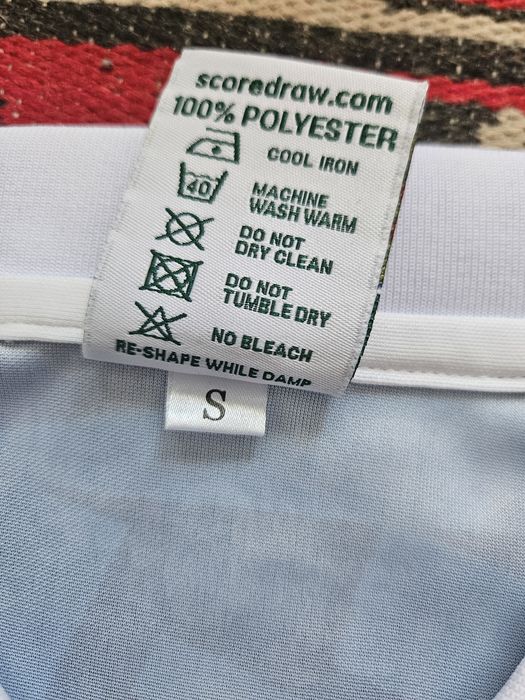 scoredraw.com
100% POLYESTER
COOL IRON
40
MACHINE
WASH WARM
DO NOT
DRY CLEAN
DO NOT
TUMBLE DRY
NO BLEACH
RE-SHAPE WHILE DAMP
S